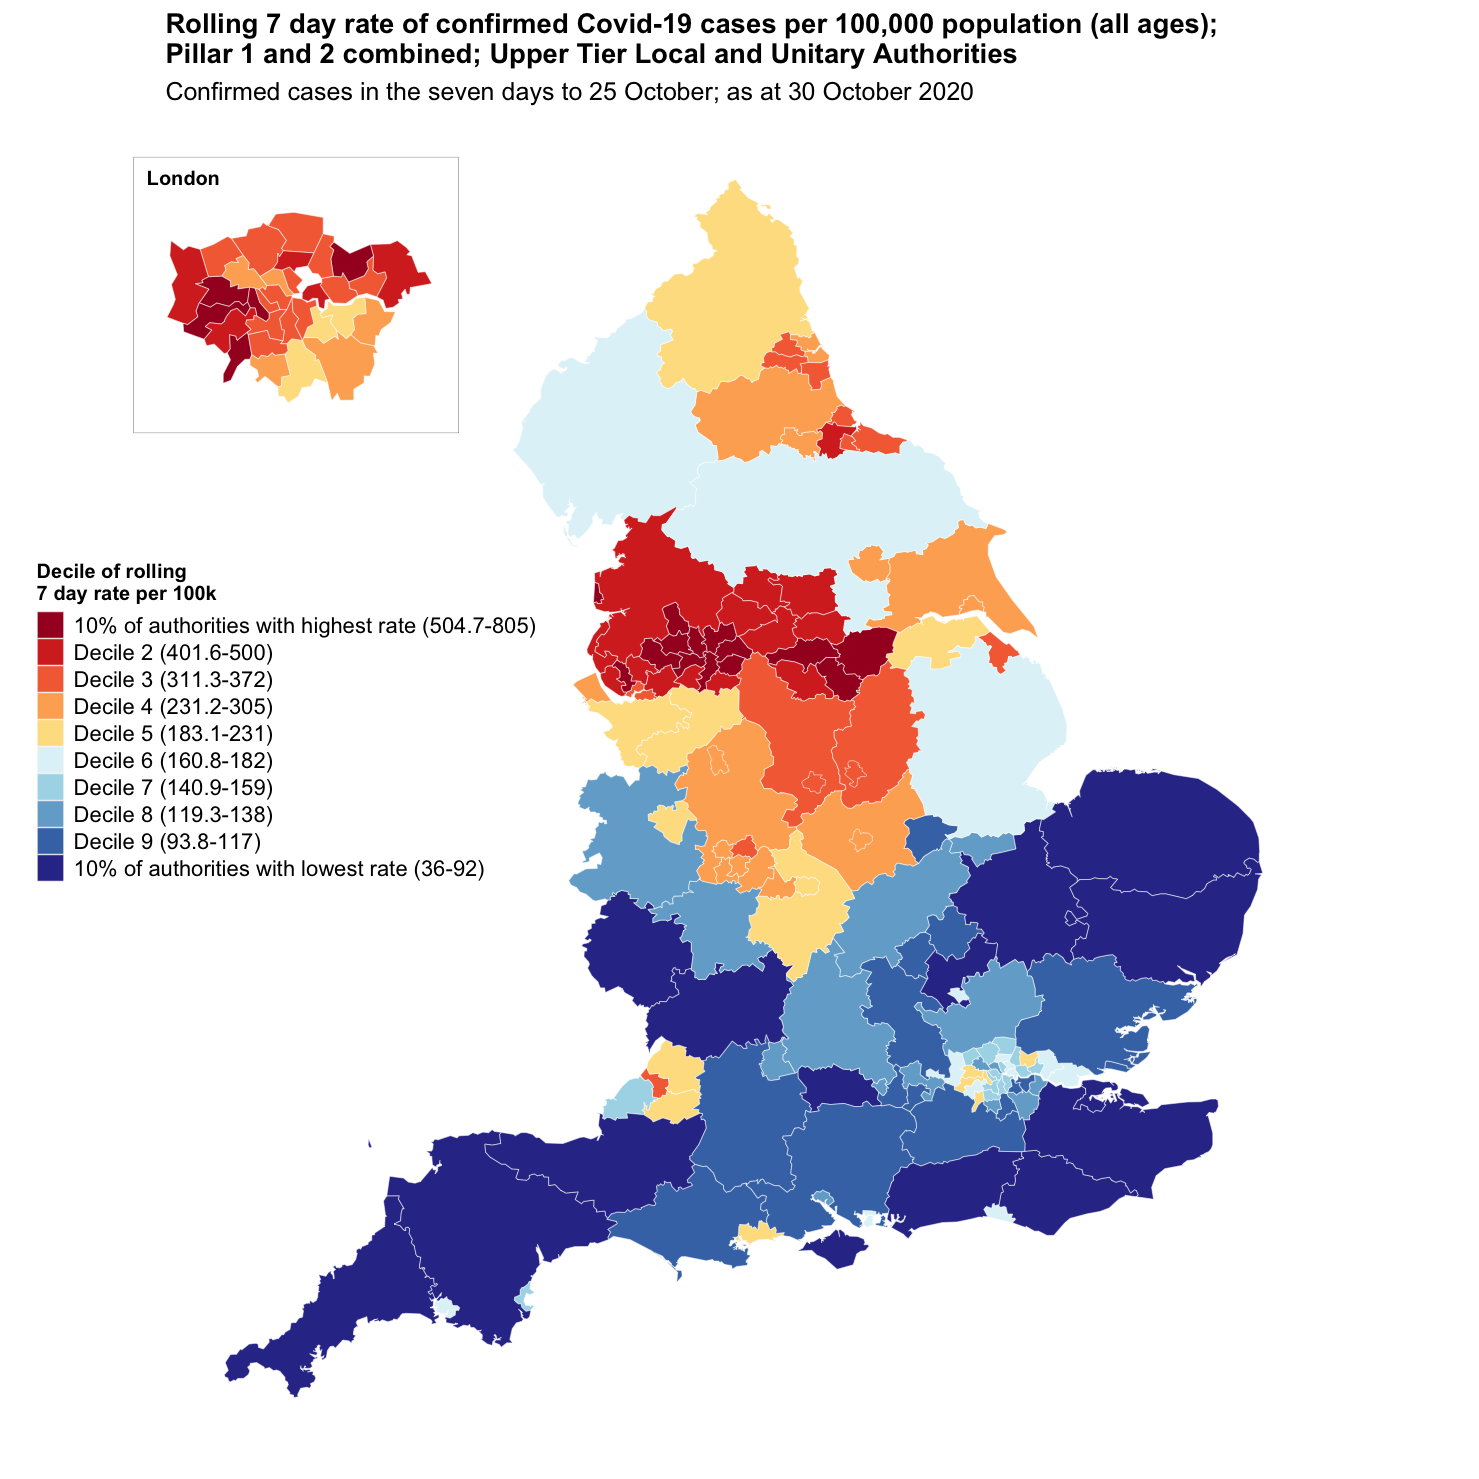 Rolling 7 day rate of confirmed Covid-19 cases per 100,000 population (all ages);
Pillar 1 and 2 combined; Upper Tier Local and Unitary Authorities
Confirmed cases in the seven days to 25 October; as at 30 October 2020
London
Decile of rolling
7 day rate per 100k
10% of authorities with highest rate (504.7-805)
Decile 2 (401.6-500)
Decile 3 (311.3-372)
Decile 4 (231.2-305)
Decile 5 (183.1-231)
Decile 6 (160.8-182)
Decile 7 (140.9-159)
Decile 8 (119.3-138)
Decile 9 (93.8-117)
10% of authorities with lowest rate (36-92)